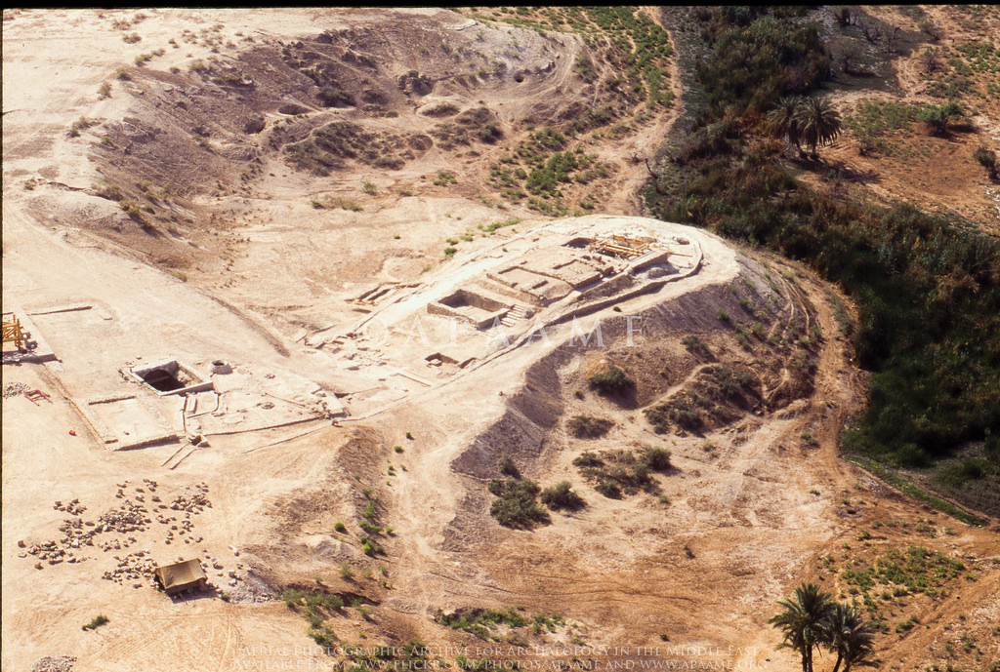 APAAME
Aerial Photographic Archive for Archaeology in the Middle East
Available from www.flickr.com/photos/apaame and www.apaame.org